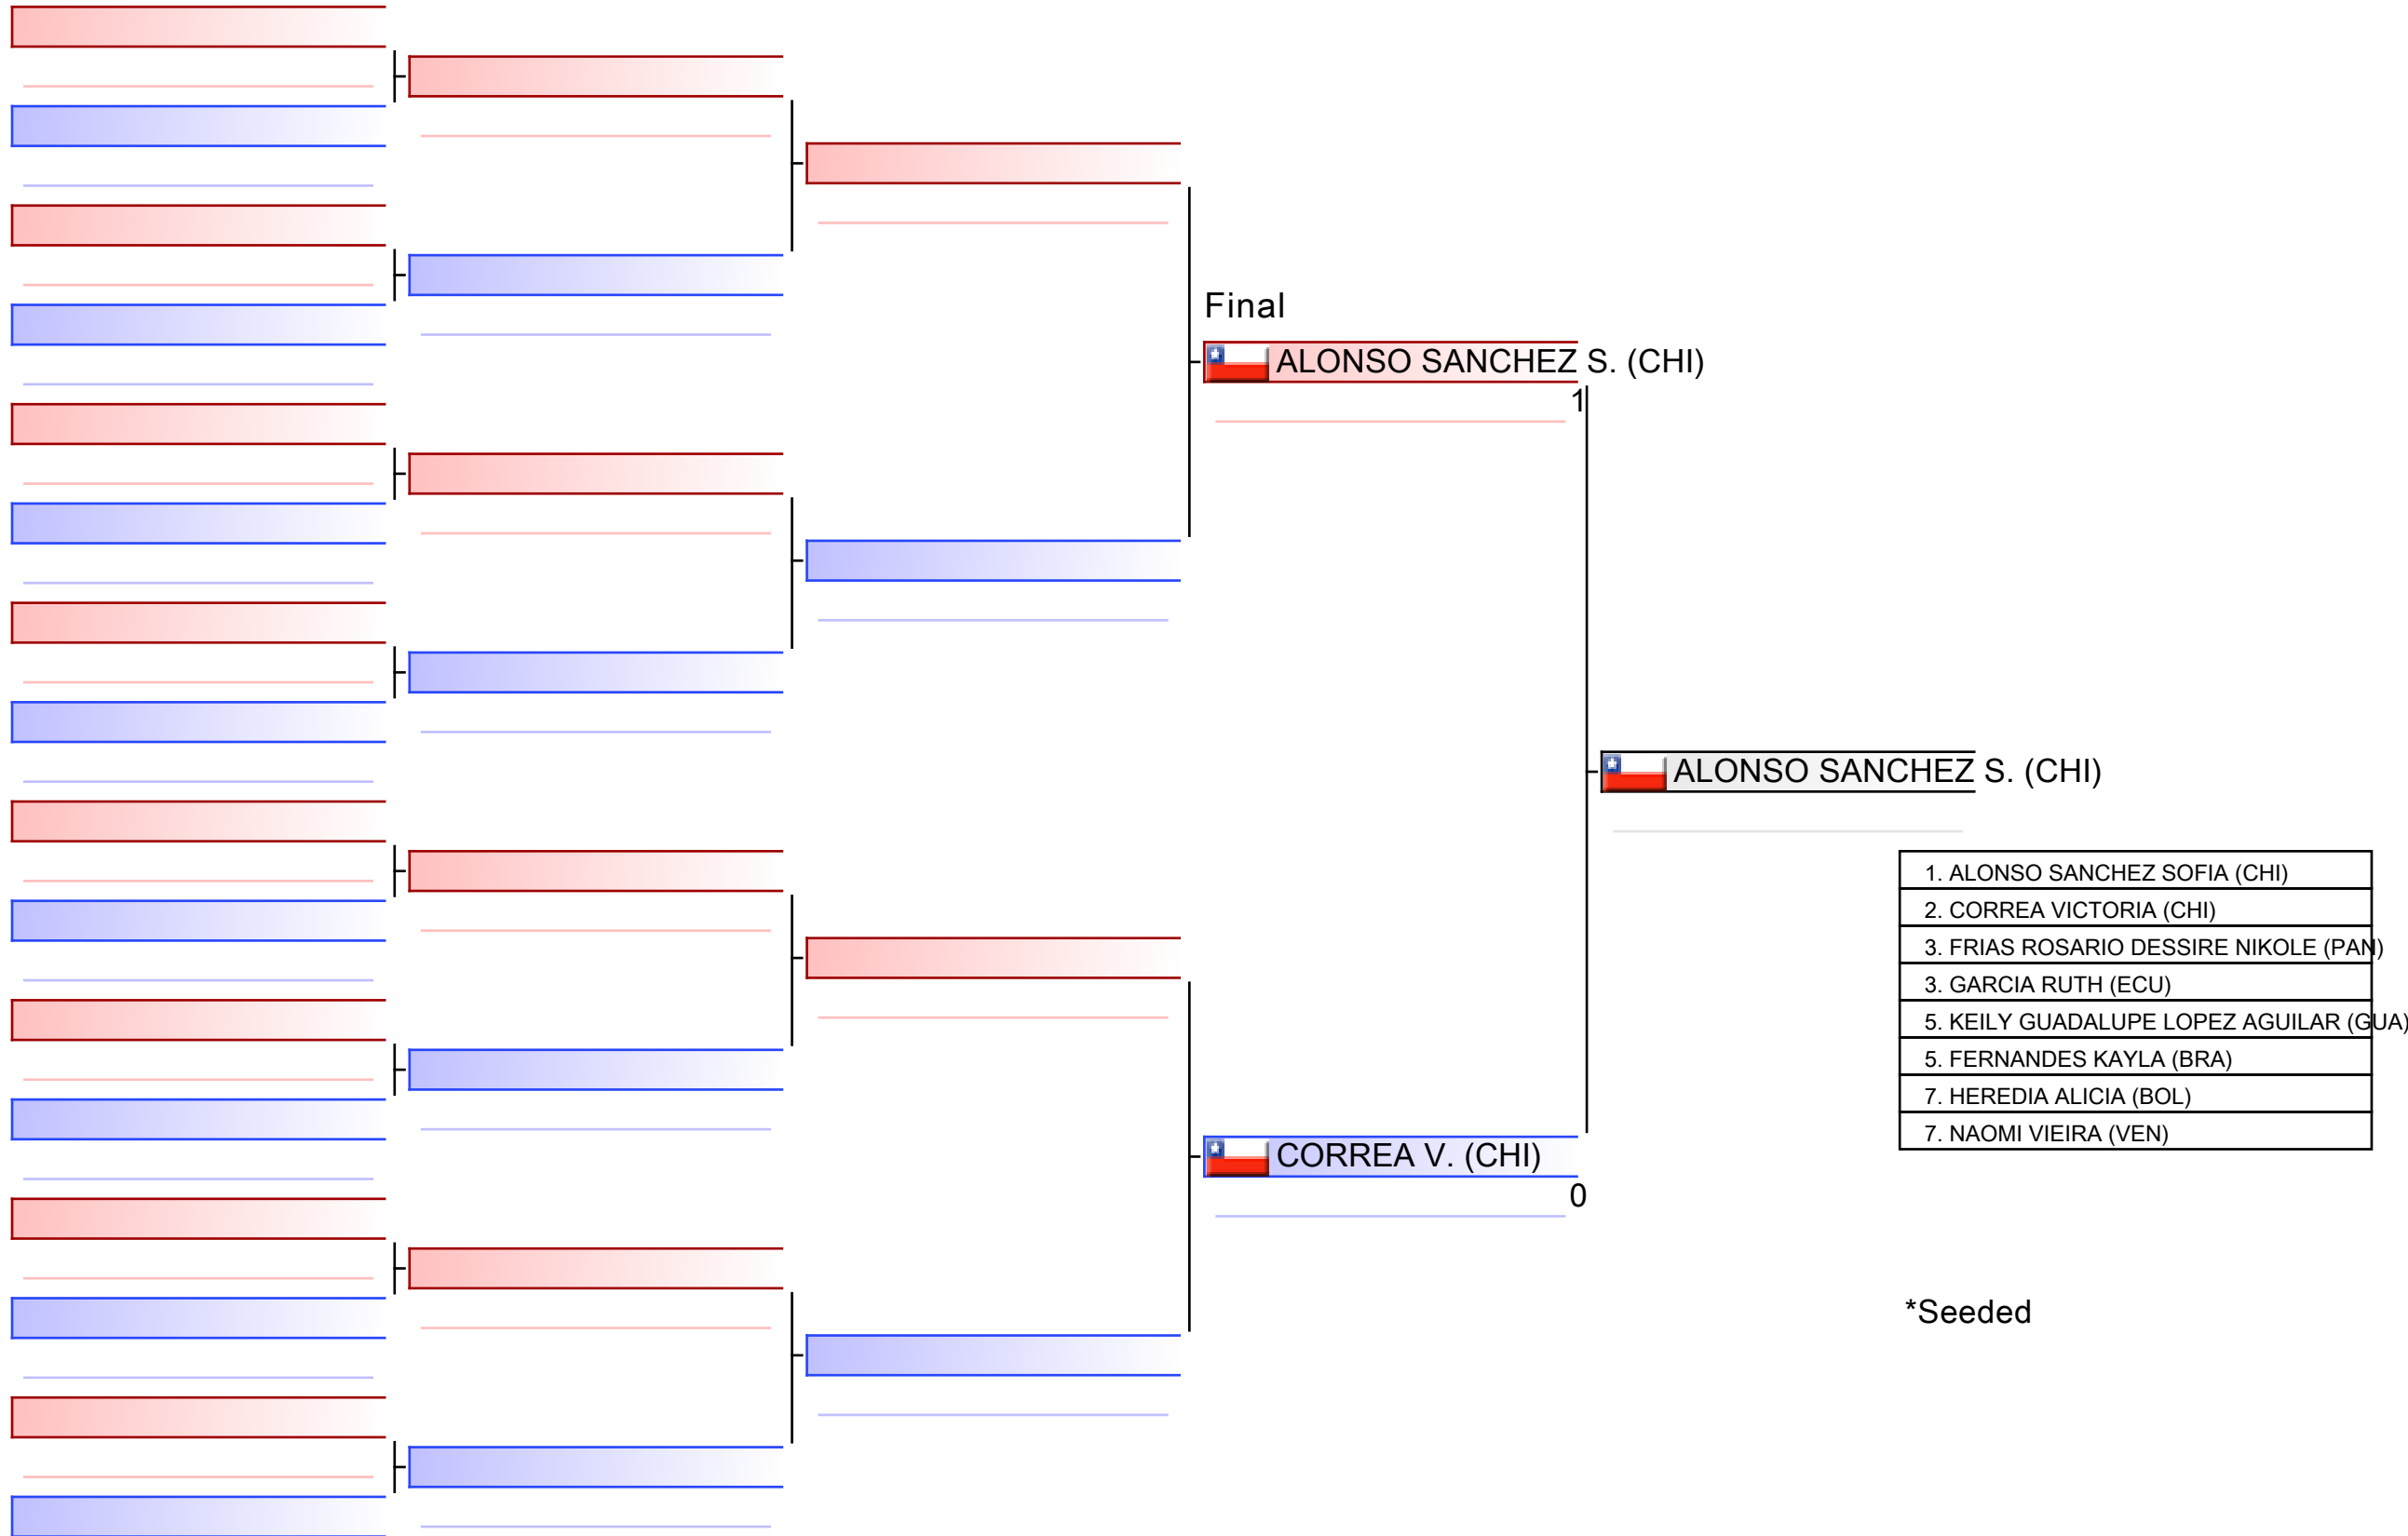 Final
ALONSO SANCHEZ S. (CHI)
1
ALONSO SANCHEZ S. (CHI)
1. ALONSO SANCHEZ SOFIA (CHI)
2. CORREA VICTORIA (CHI)
3. FRIAS ROSARIO DESSIRE NIKOLE (PAN)
3. GARCIA RUTH (ECU)
5. KEILY GUADALUPE LOPEZ AGUILAR (GUA)
5. FERNANDES KAYLA (BRA)
7. HEREDIA ALICIA (BOL)
7. NAOMI VIEIRA (VEN)
CORREA V. (CHI)
0
*Seeded